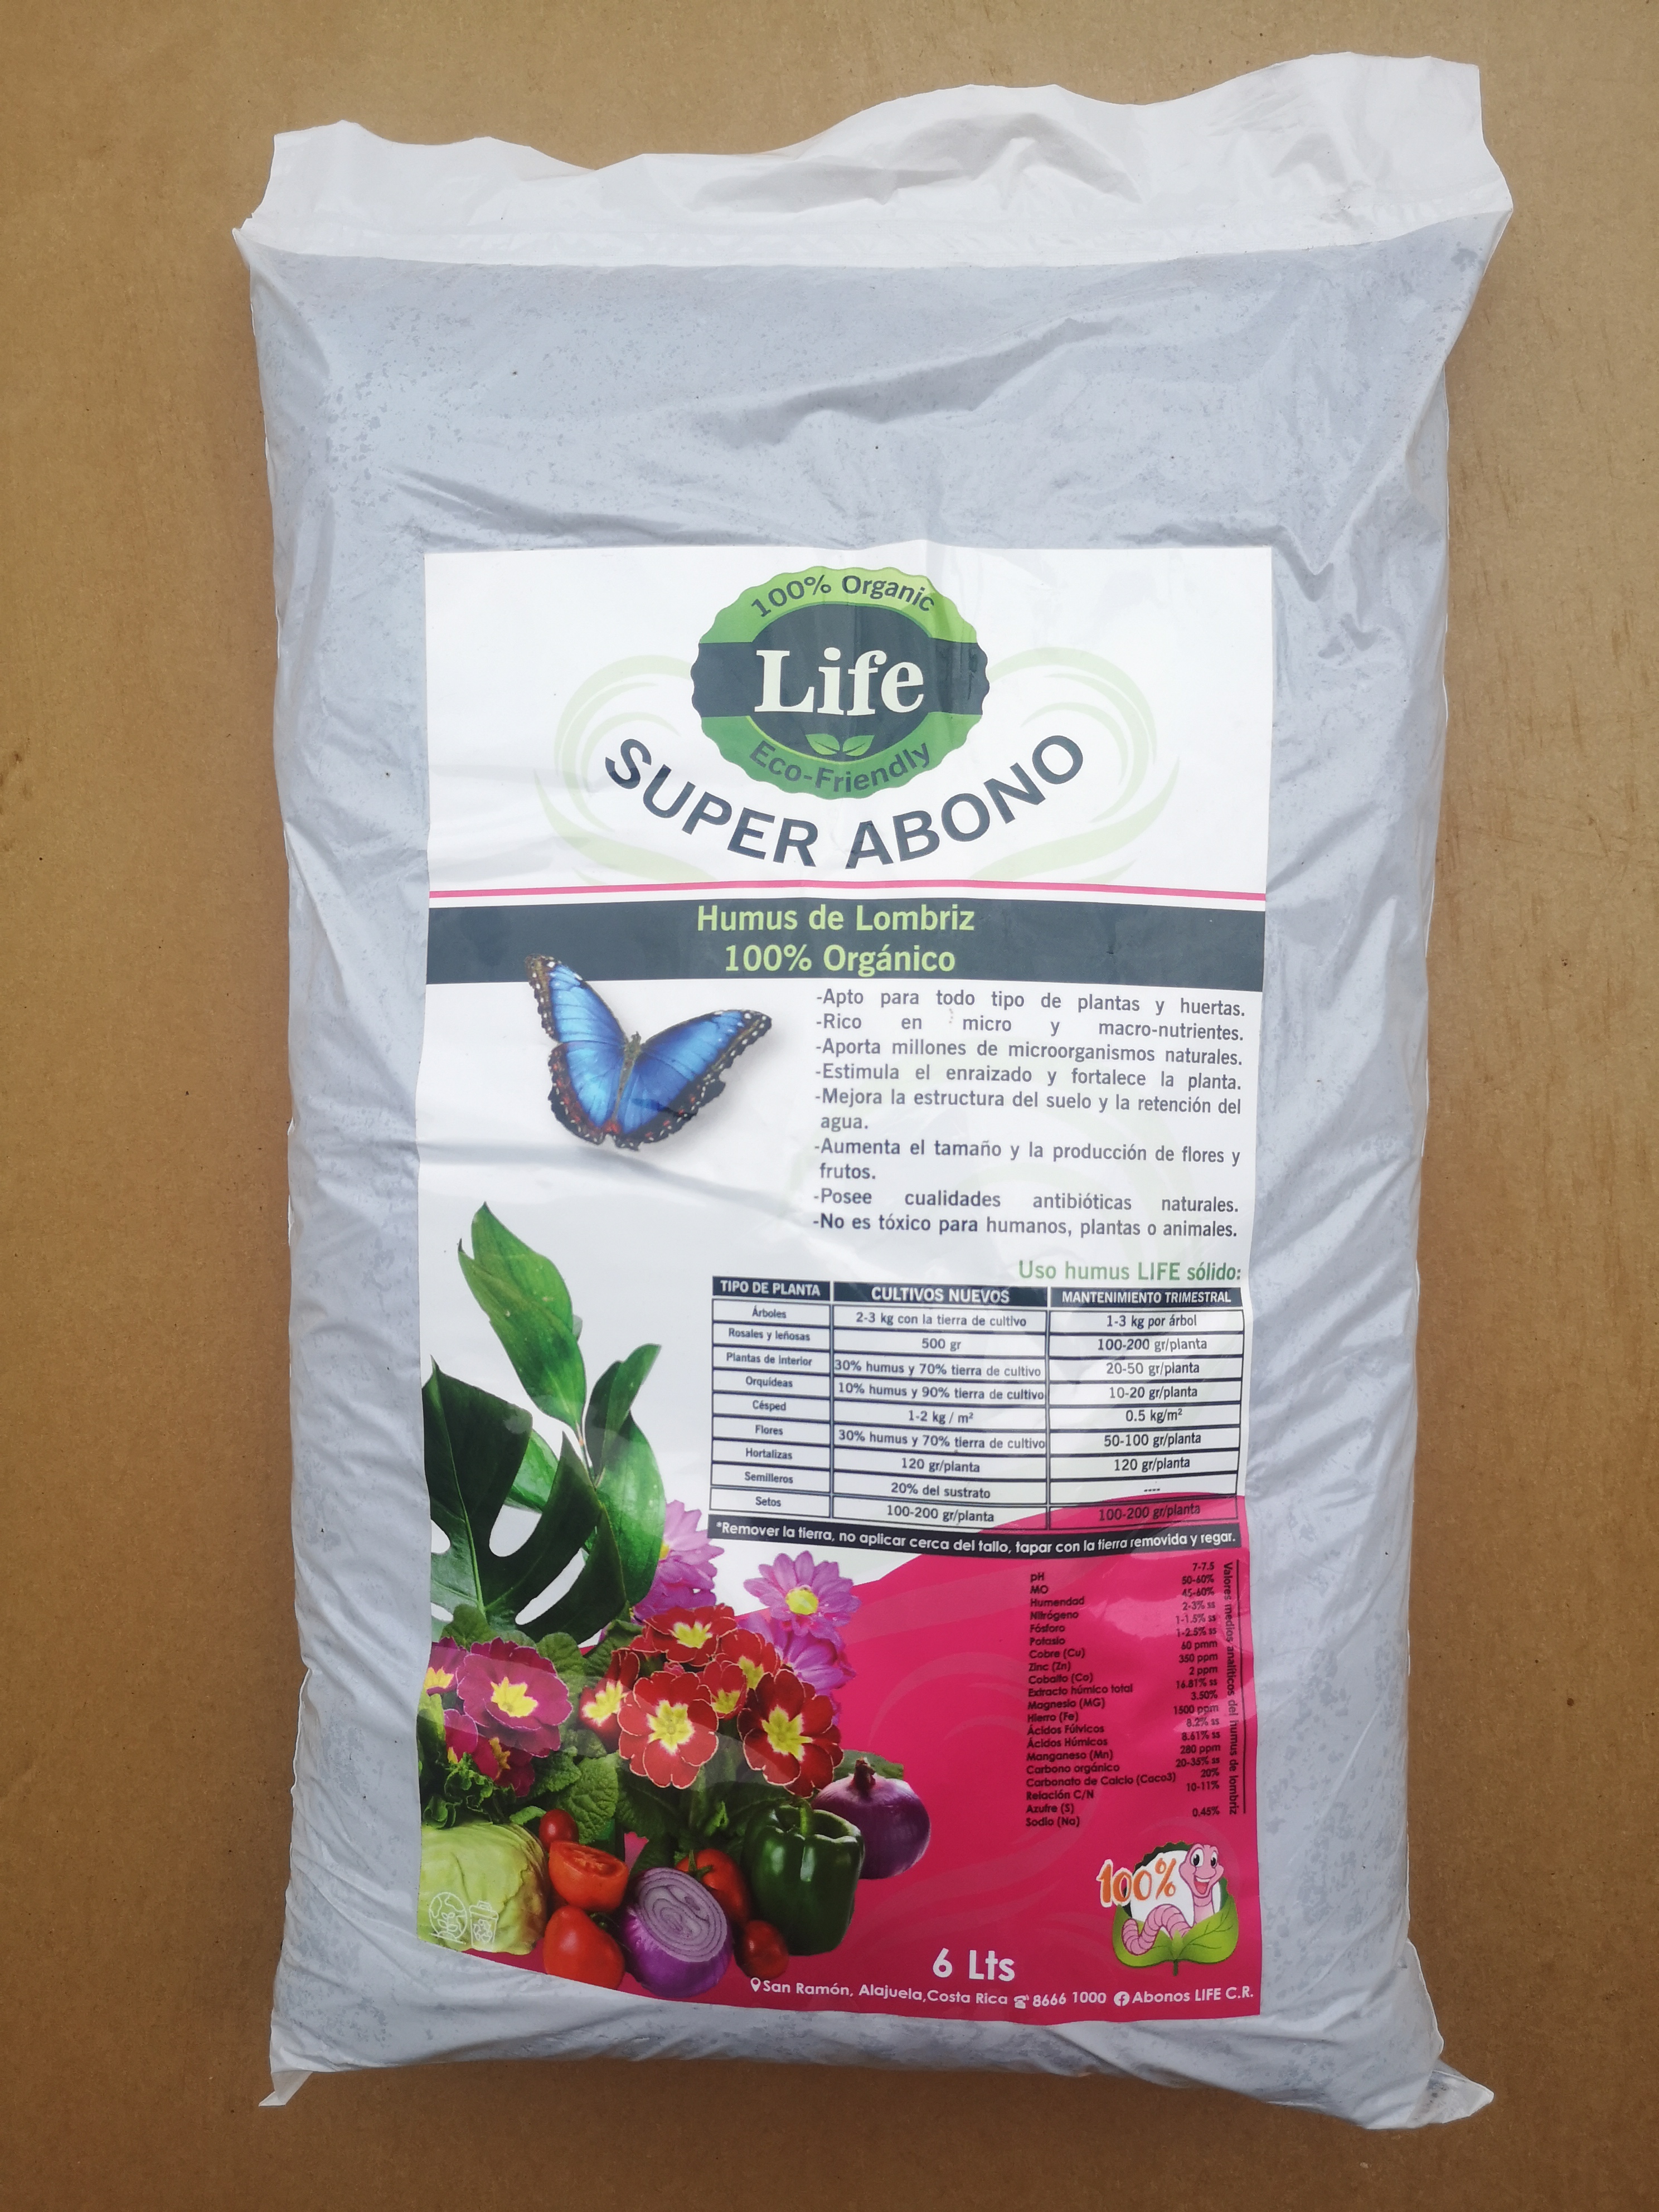 100% Organic
Life
Eco-Friendly
SUPER ABONO
Humus de Lombriz
100% Orgánico
-Apto para todo tipo de plantas y huertas.
-Rico en micro y macro-nutrientes.
-Aporta millones de microorganismos naturales.
-Estimula el enraizado y fortalece la planta.
-Mejora la estructura del suelo y la retención del
agua.
-Aumenta el tamaño y la producción de flores y
frutos.
-Posee cualidades antibióticas naturales.
-No es tóxico para humanos, plantas o animales.
Uso humus LIFE sólido:
TIPO DE PLANTA CULTIVOS NUEVOS MANTENIMIENTO TRIMESTRAL
Árboles 2-3 kg con la tierra de cultivo 1-3 kg por árbol
Rosales y leñosas 500 gr 100-200 gr/planta
Plantas de interior 30% humus y 70% tierra de cultivo 20-50 gr/planta
Orquídeas 10% humus y 90% tierra de cultivo 10-20 gr/planta
Césped 1-2 kg / m² 0.5 kg/m²
Flores 30% humus y 70% tierra de cultivo 50-100 gr/planta
Hortalizas 120 gr/planta 120 gr/planta
Semilleros 20% del sustrato ----
Setos 100-200 gr/planta 100-200 gr/planta
*Remover la tierra, no aplicar cerca del tallo, tapar con la tierra removida y regar.
pH 7-7.5
MO 50-60%
Humendad 45-60%
Nitrógeno 2-3% ss
Fósforo 1-1.5% ss
Potasio 1-2.5% ss
Cobre (Cu) 60 pmm
Zinc (Zn) 350 ppm
Cobalto (Co) 2 ppm
Extracto húmico total 16.81% ss
Magnesio (MG) 3.50%
Hierro (Fe) 1500 ppm
Ácidos Fúlvicos 8.2% ss
Ácidos Húmicos 8.61% ss
Manganeso (Mn) 280 ppm
Carbono orgánico 20-35% ss
Carbonato de Calcio (Caco3) 20%
Relación C/N 10-11%
Azufre (S)
Sodio (Na) 0.45%
Valores medios analíticos del humus de lombriz
100%
6 Lts
San Ramón, Alajuela,Costa Rica 8666 1000 Abonos LIFE C.R.